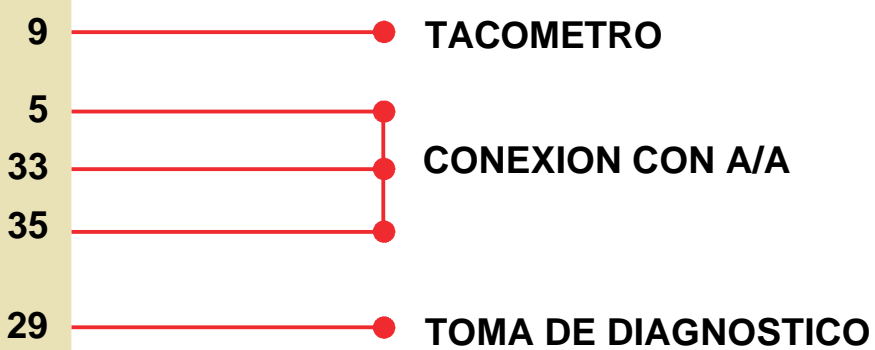 9 TACOMETRO
5
33 CONEXION CON A/A
35
29 TOMA DE DIAGNOSTICO